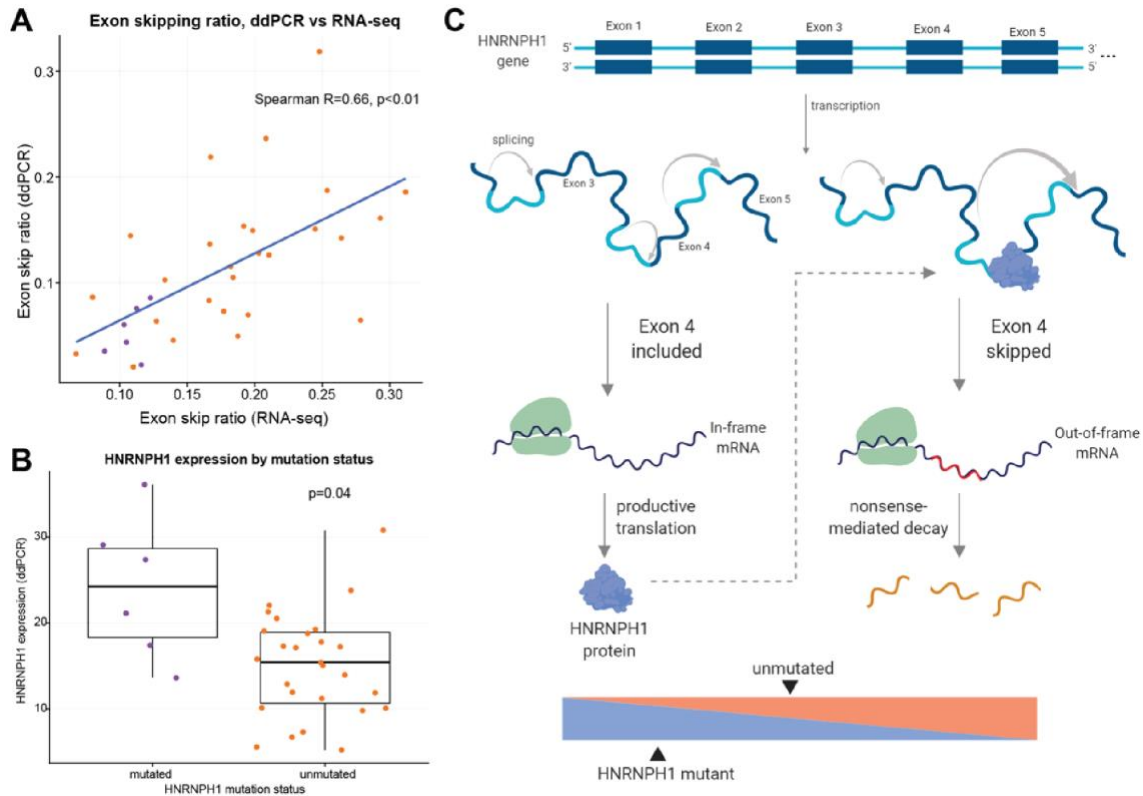 A
Exon skipping ratio, ddPCR vs RNA-seq
Spearman R=0.66, p<0.01
Exon skip ratio (ddPCR)
0.3
0.2
0.1
0.10
0.15
0.20
0.25
0.30
Exon skip ratio (RNA-seq)
B
HNRNPH1 expression by mutation status
p=0.04
HNRNPH1 expression (ddPCR)
30
20
10
mutated
unmutated
HNRNPH1 mutation status
C
HNRNPH1
gene
Exon 1
Exon 2
Exon 3
Exon 4
Exon 5
5'
3'
3'
5'
...
transcription
splicing
Exon 3
Exon 4
Exon 5
Exon 4
included
Exon 4
skipped
In-frame
mRNA
Out-of-frame
mRNA
productive
translation
nonsense-
mediated decay
HNRNPH1
protein
unmutated
HNRNPH1 mutant